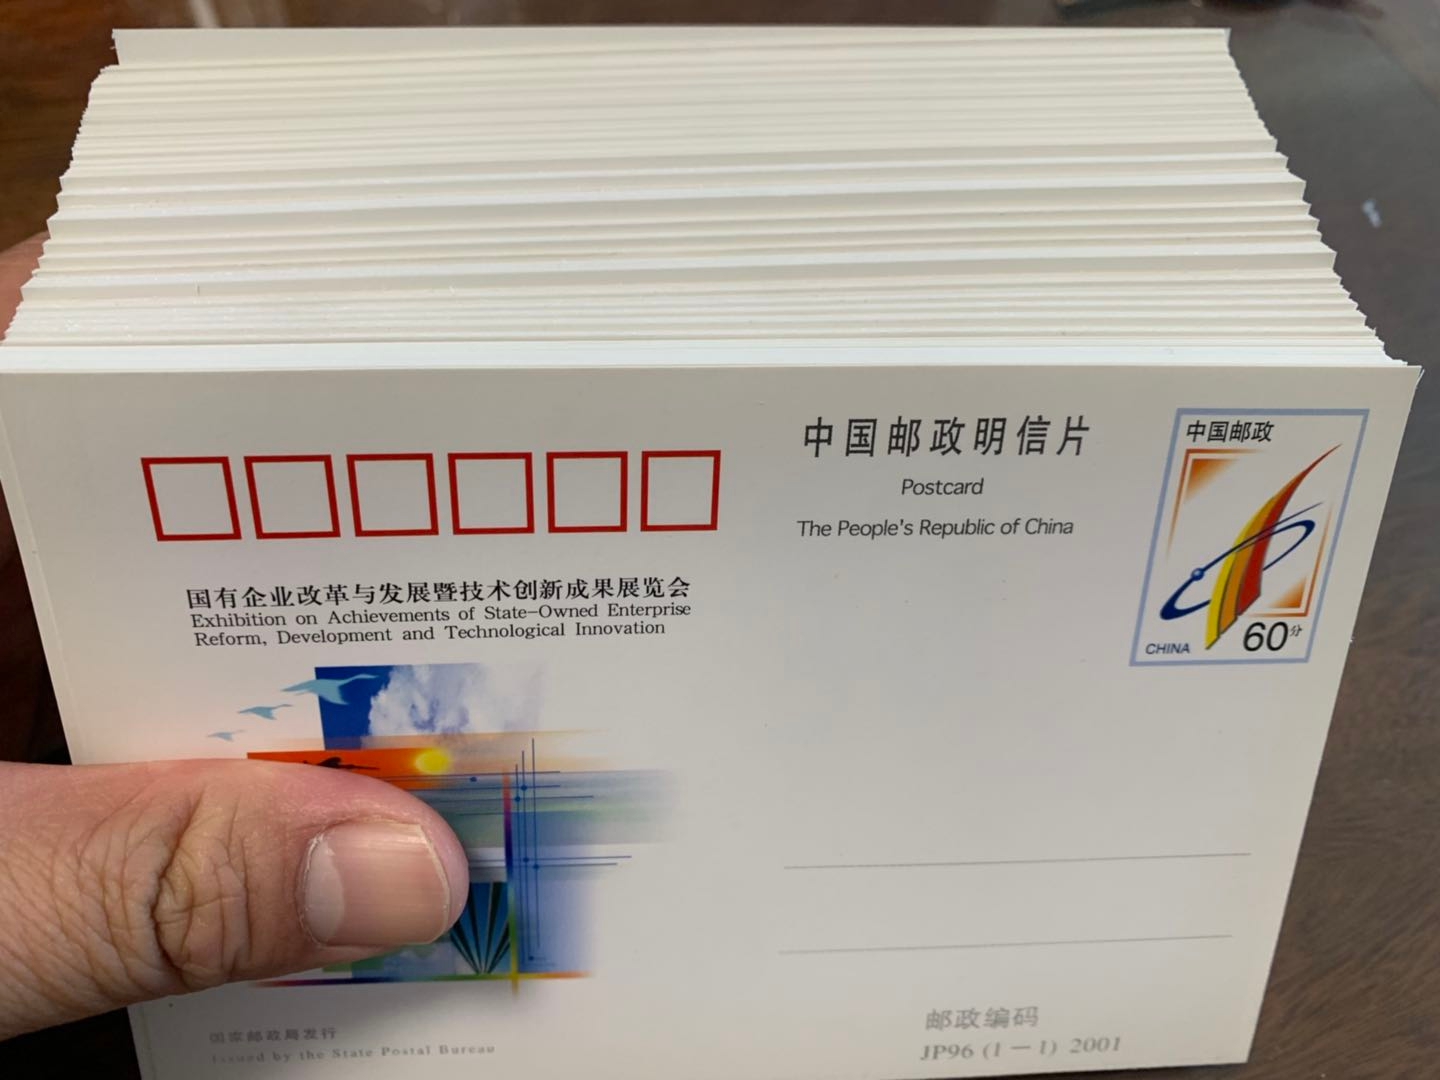 中国邮政明信片
Postcard
The People's Republic of China
中国邮政
CHINA
60分
国有企业改革与发展暨技术创新成果展览会
Exhibition on Achievements of State-Owned Enterprise
Reform, Development and Technological Innovation
国家邮政局发行
Issued by the State Postal Bureau
邮政编码
JP96 (1－1) 2001